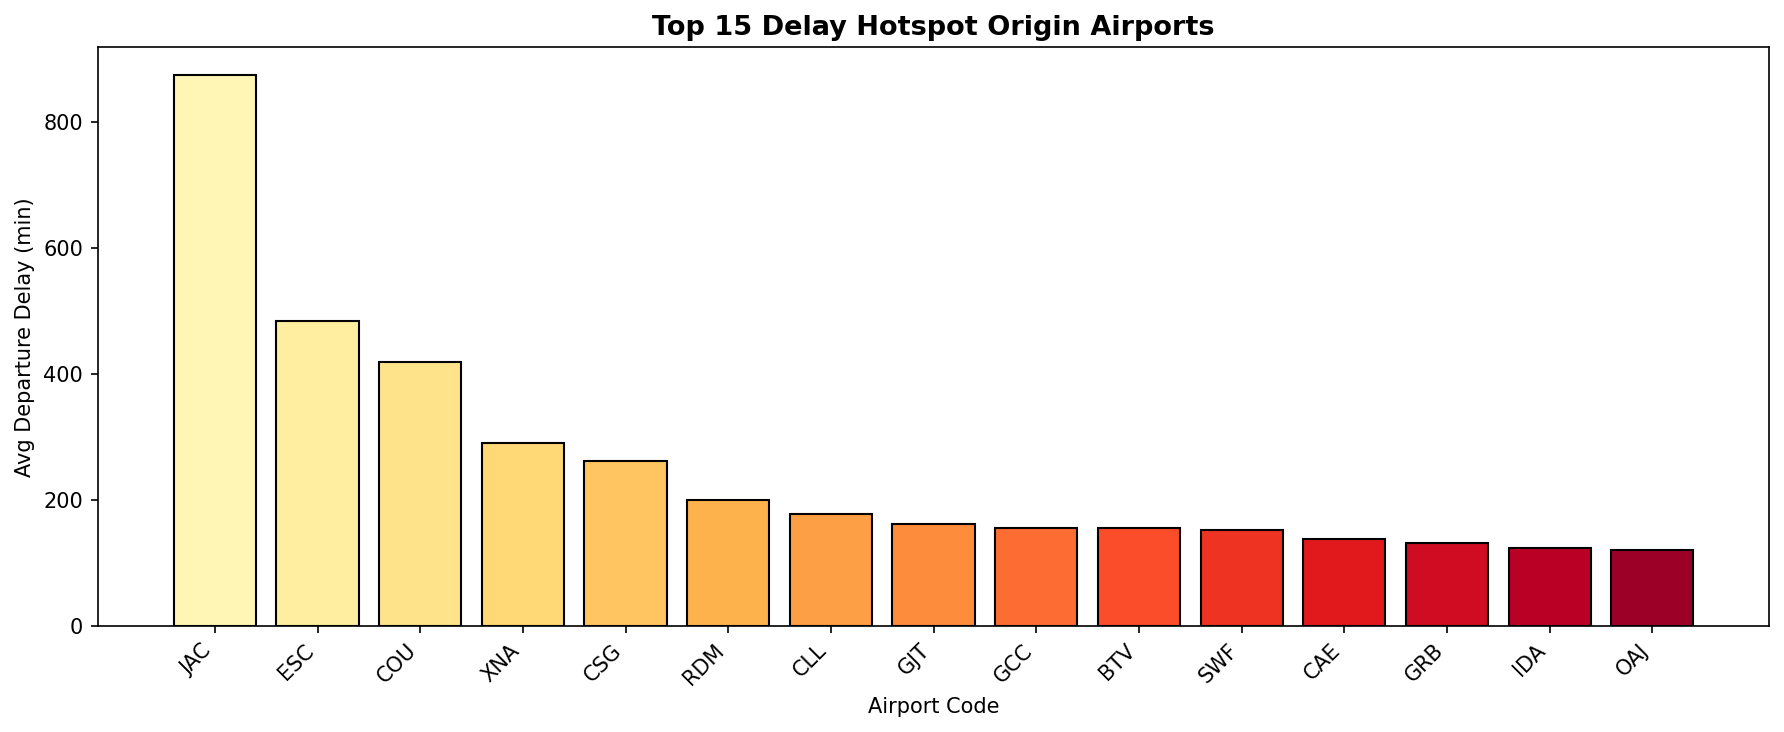 Top 15 Delay Hotspot Origin Airports
Avg Departure Delay (min)
800
600
400
200
0
JAC ESC COU XNA CSG RDM CLL GJT GCC BTV SWF CAE GRB IDA OAJ
Airport Code